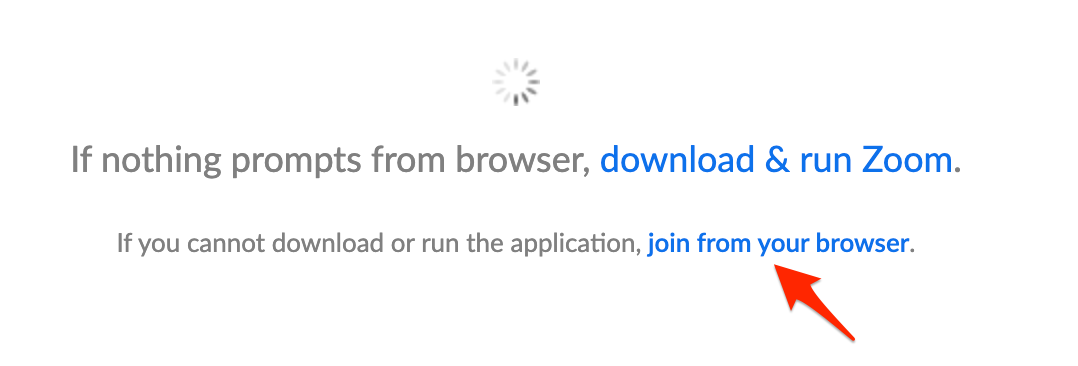 If nothing prompts from browser, download & run Zoom.
If you cannot download or run the application, join from your browser.